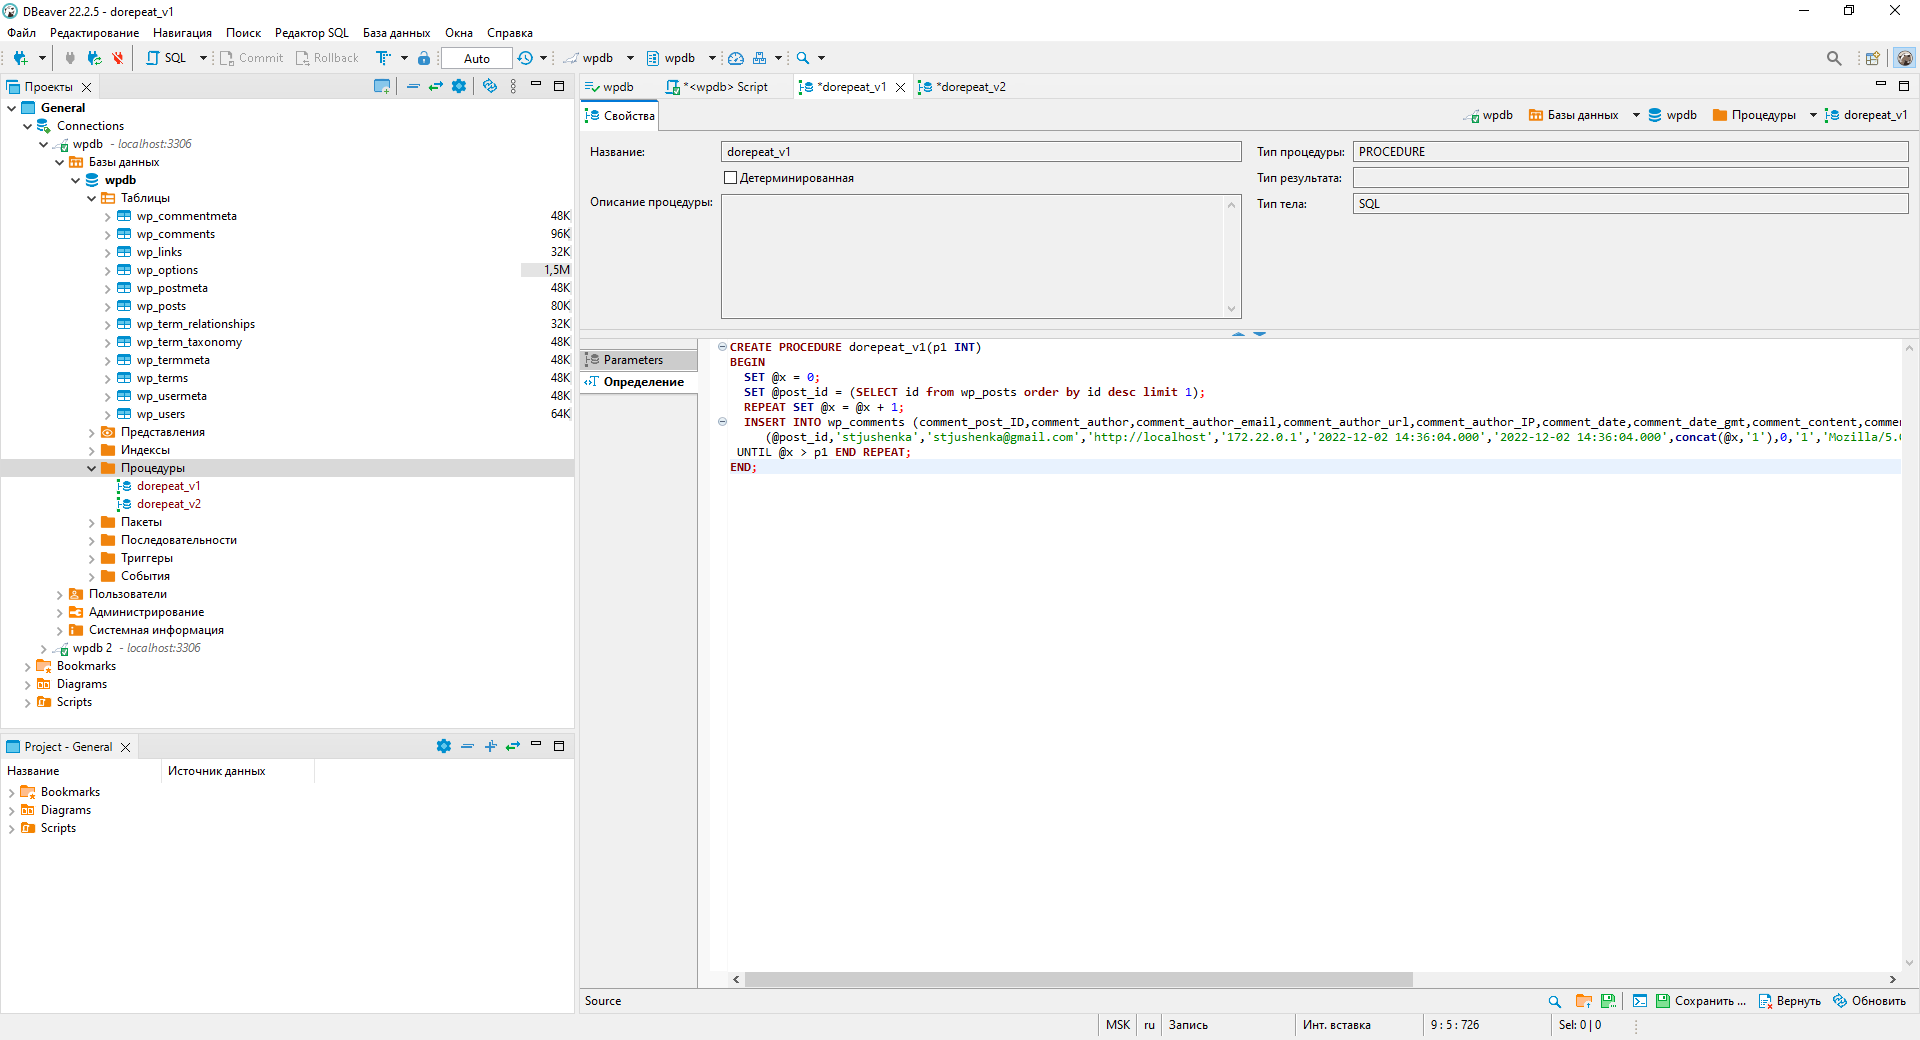 DBeaver 22.2.5 - dorepeat_v1
Файл Редактирование Навигация Поиск Редактор SQL База данных Окна Справка
SQL Commit Rollback Auto wpdb wpdb
Проекты
General
Connections
wpdb - localhost:3306
Базы данных
wpdb
Таблицы
wp_commentmeta 48K
wp_comments 96K
wp_links 32K
wp_options 1,5M
wp_postmeta 48K
wp_posts 80K
wp_term_relationships 32K
wp_term_taxonomy 48K
wp_termmeta 48K
wp_terms 48K
wp_usermeta 48K
wp_users 64K
Представления
Индексы
Процедуры
dorepeat_v1
dorepeat_v2
Пакеты
Последовательности
Триггеры
События
Пользователи
Администрирование
Системная информация
wpdb 2 - localhost:3306
Bookmarks
Diagrams
Scripts
Project - General
Название Источник данных
Bookmarks
Diagrams
Scripts
wpdb *<wpdb> Script *dorepeat_v1 *dorepeat_v2
Свойства wpdb Базы данных wpdb Процедуры dorepeat_v1
Название: dorepeat_v1 Тип процедуры: PROCEDURE
Детерминированная Тип результата:
Описание процедуры: Тип тела: SQL
Parameters
Определение
CREATE PROCEDURE dorepeat_v1(p1 INT)
BEGIN
SET @x = 0;
SET @post_id = (SELECT id from wp_posts order by id desc limit 1);
REPEAT SET @x = @x + 1;
INSERT INTO wp_comments (comment_post_ID,comment_author,comment_author_email,comment_author_url,comment_author_IP,comment_date,comment_date_gmt,comment_content,commen
(@post_id,'stjushenka','stjushenka@gmail.com','http://localhost','172.22.0.1','2022-12-02 14:36:04.000','2022-12-02 14:36:04.000',concat(@x,'1'),0,'1','Mozilla/5.0
UNTIL @x > p1 END REPEAT;
END;
Source Сохранить ... Вернуть Обновить
MSK ru Запись Инт. вставка 9 : 5 : 726 Sel: 0 | 0